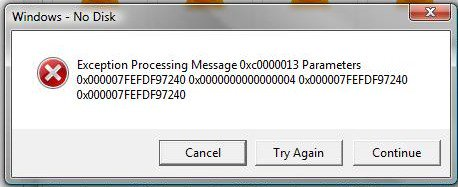 Windows - No Disk
Exception Processing Message 0xc0000013 Parameters
0x000007FEFDF97240 0x0000000000000004 0x000007FEFDF97240
0x000007FEFDF97240
Cancel
Try Again
Continue